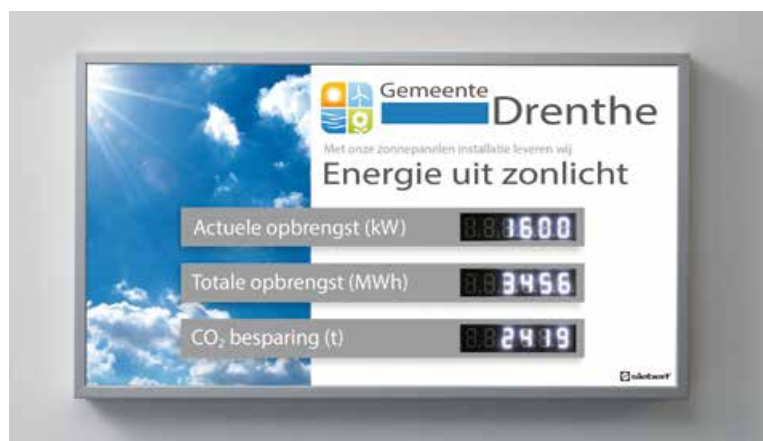 Gemeente
Drenthe
Met onze zonnepanelen installatie leveren wij
Energie uit zonlicht
Actuele opbrengst (kW) 1600
Totale opbrengst (MWh) 3456
CO₂ besparing (t) 2419
siebert